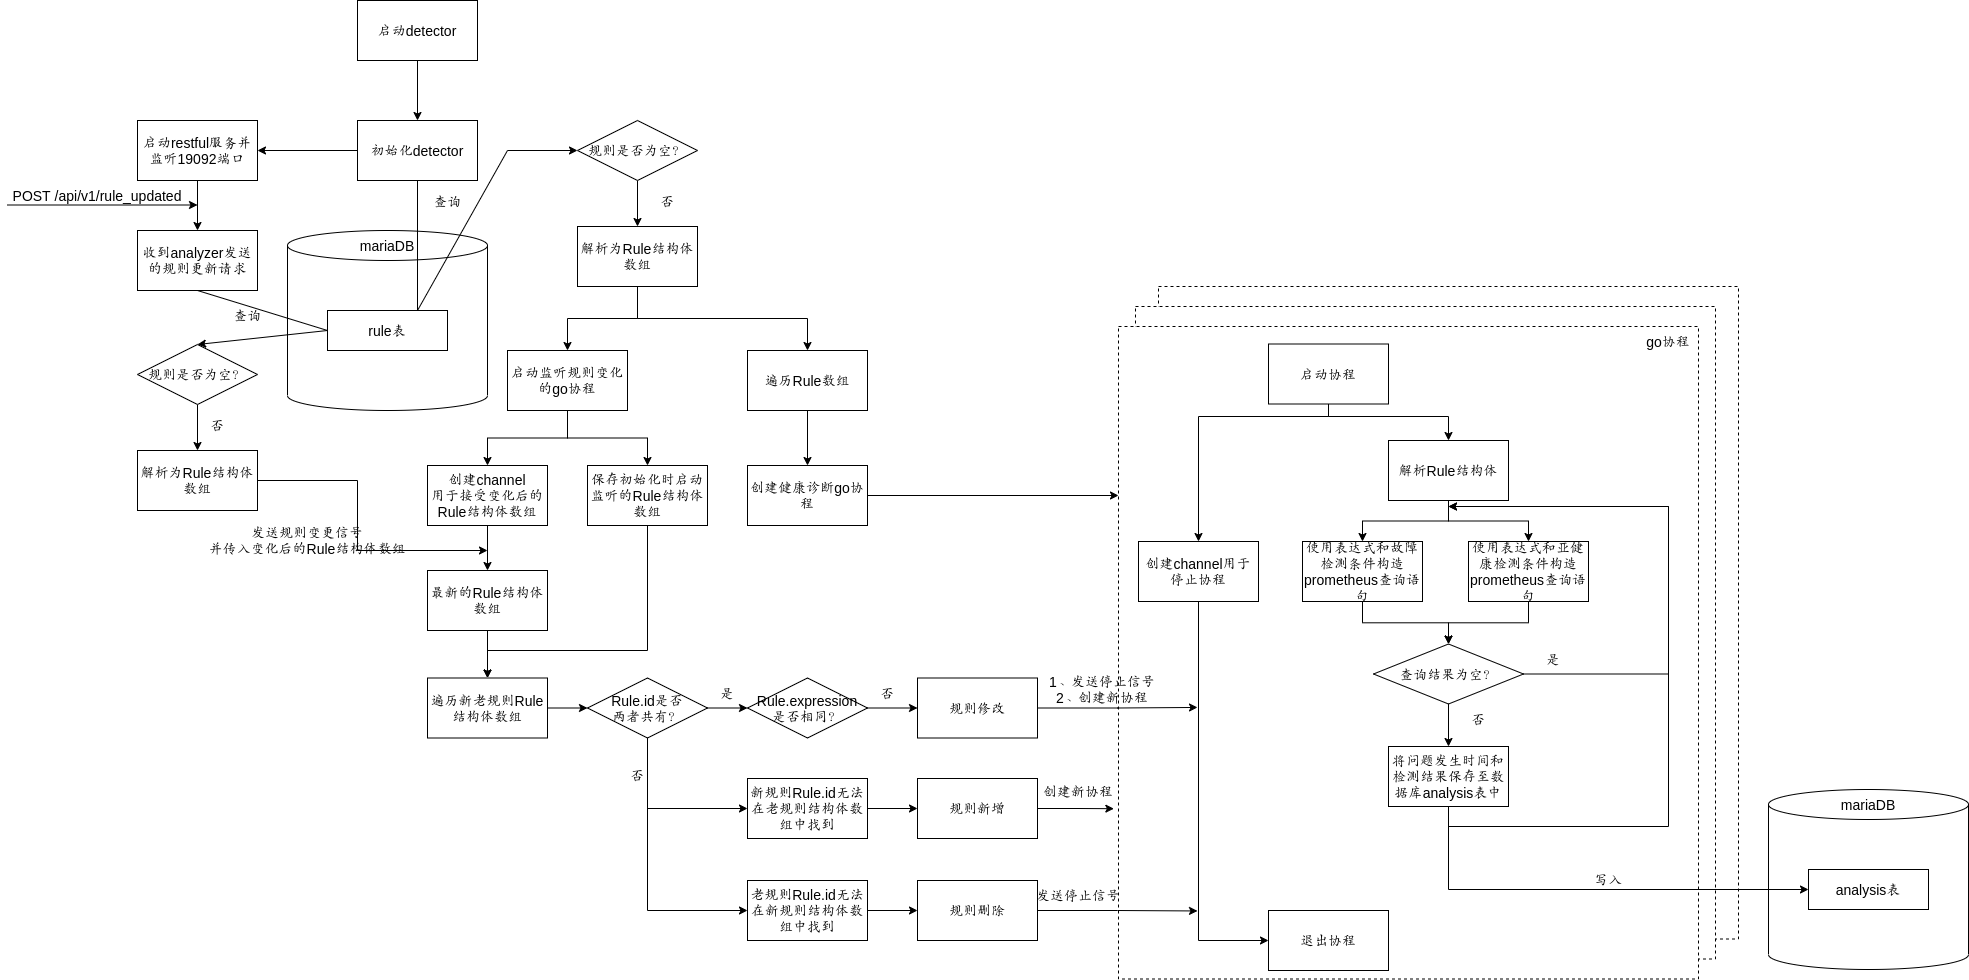 启动detector
启动restful服务并
监听19092端口
初始化detector
规则是否为空?
POST /api/v1/rule_updated
查询
否
收到analyzer发送
的规则更新请求
mariaDB
解析为Rule结构体
数组
查询
rule表
规则是否为空?
否
解析为Rule结构体
数组
启动监听规则变化
的go协程
遍历Rule数组
创建channel
用于接受变化后的
Rule结构体数组
保存初始化时启动
监听的Rule结构体
数组
创建健康诊断go协
程
发送规则变更信号
并传入变化后的Rule结构体数组
最新的Rule结构体
数组
遍历新老规则Rule
结构体数组
Rule.id是否
两者共有?
是
Rule.expression
是否相同?
否
规则修改
1、发送停止信号
2、创建新协程
否
新规则Rule.id无法
在老规则结构体数
组中找到
规则新增
创建新协程
老规则Rule.id无法
在新规则结构体数
组中找到
规则删除
发送停止信号
go协程
启动协程
解析Rule结构体
创建channel用于
停止协程
使用表达式和故障
检测条件构造
prometheus查询语
句
使用表达式和亚健
康检测条件构造
prometheus查询语
句
查询结果为空?
是
否
将问题发生时间和
检测结果保存至数
据库analysis表中
写入
退出协程
mariaDB
analysis表